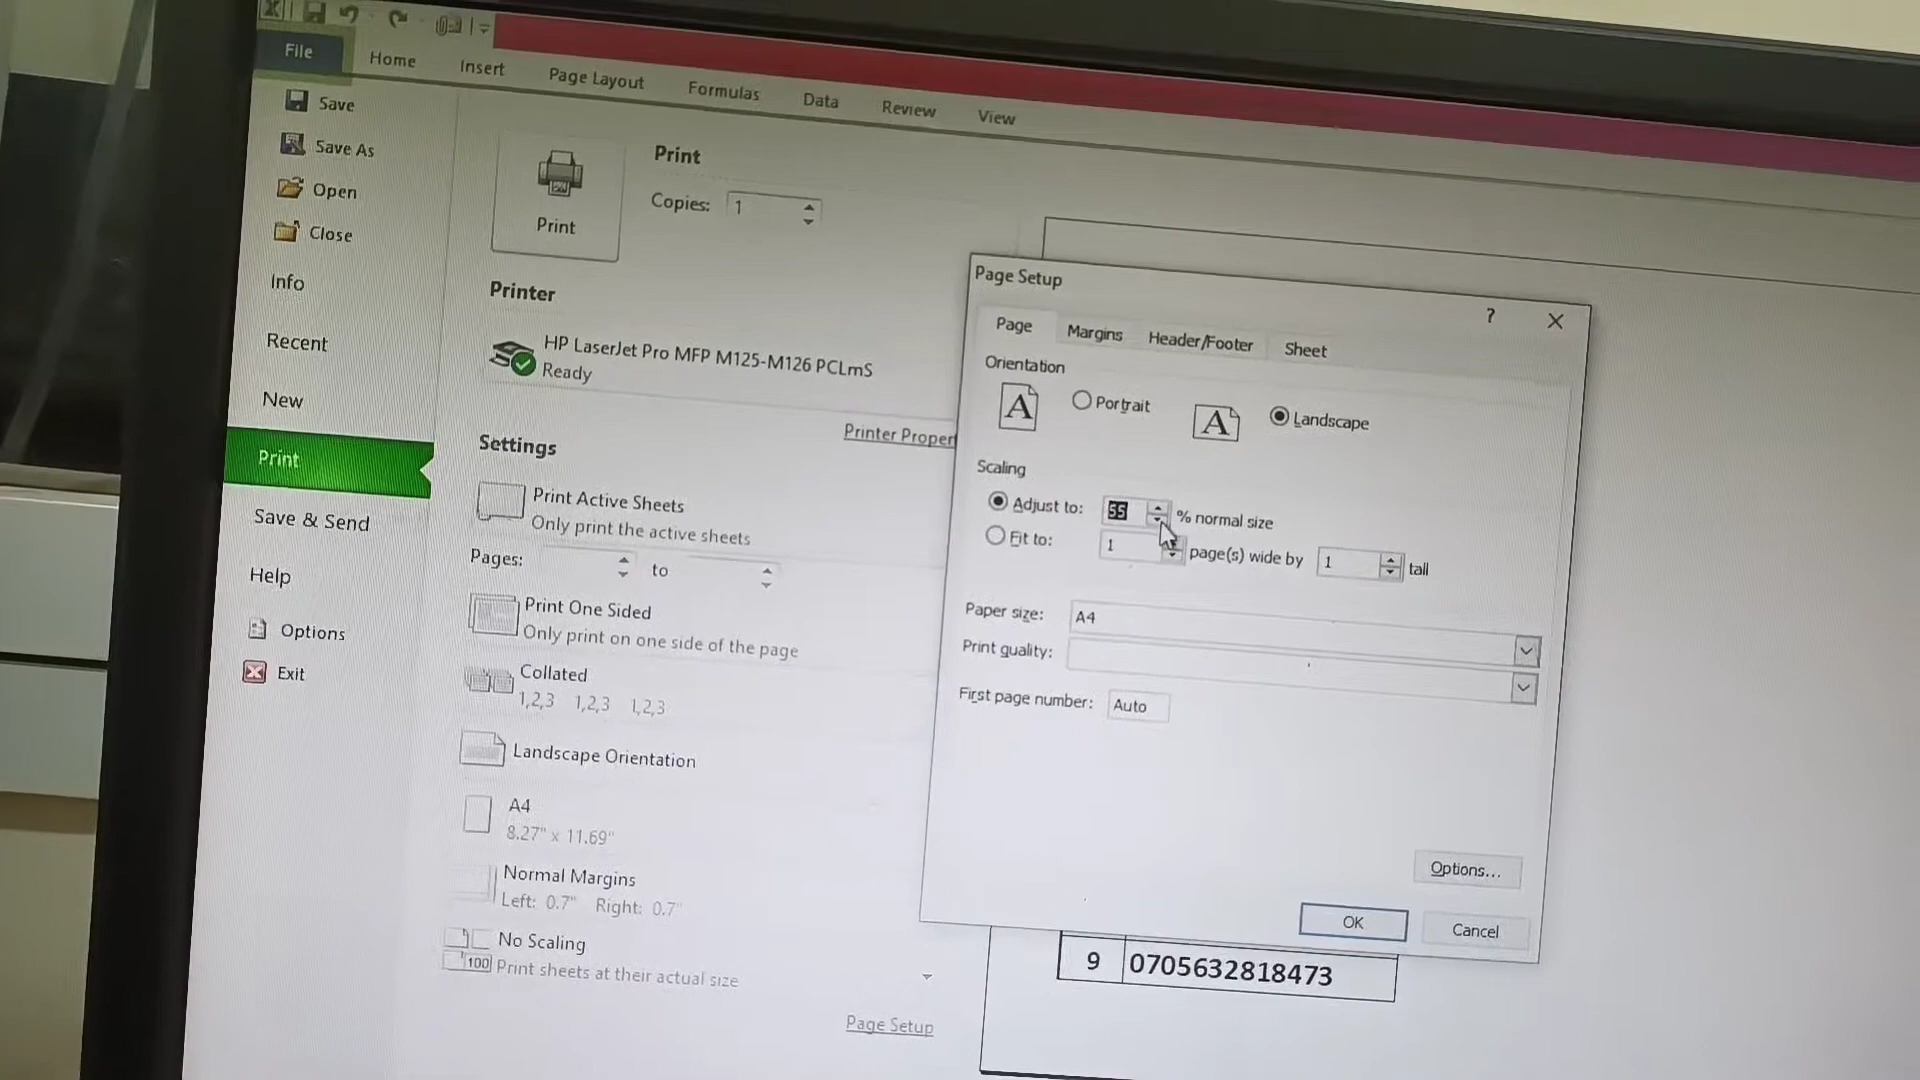 File
Home
Insert
Page Layout
Formulas
Data
Review
View
Save
Save As
Open
Close
Info
Recent
New
Print
Save & Send
Help
Options
Exit
Print
Print
Copies: 1
Printer
HP LaserJet Pro MFP M125-M126 PCLmS
Ready
Printer Proper
Settings
Print Active Sheets
Only print the active sheets
Pages:
to
Print One Sided
Only print on one side of the page
Collated
1,2,3 1,2,3 1,2,3
Landscape Orientation
A4
8.27" x 11.69"
Normal Margins
Left: 0.7" Right: 0.7"
No Scaling
100
Print sheets at their actual size
Page Setup
Page Setup
?
Page
Margins
Header/Footer
Sheet
Orientation
A Portrait
A Landscape
Scaling
Adjust to: 55 % normal size
Fit to: 1 page(s) wide by 1 tall
Paper size: A4
Print quality:
First page number: Auto
Options...
OK
Cancel
9 0705632818473